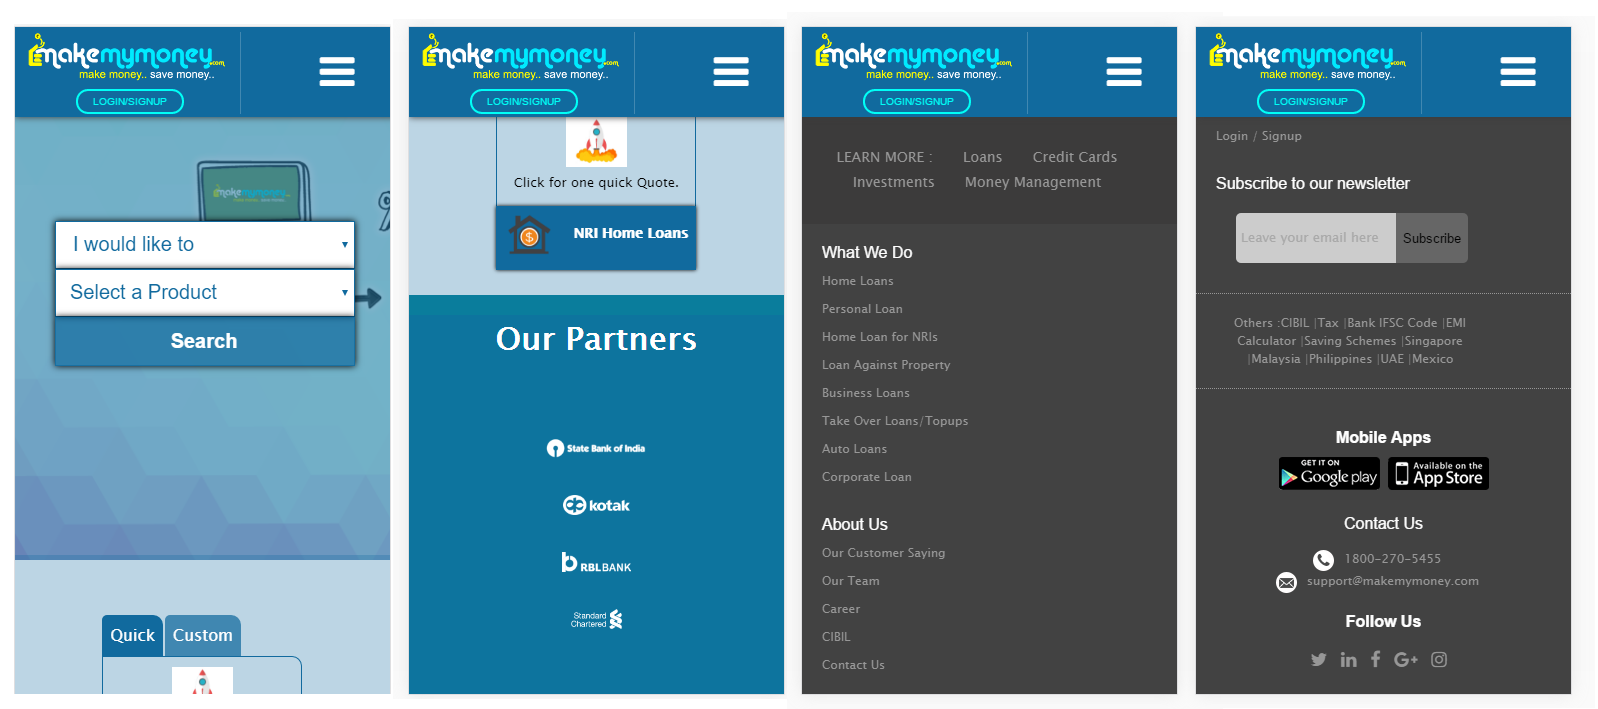 makemymoney.com
make money.. save money..
LOGIN/SIGNUP
makemymoney
I would like to
Select a Product
Search
Quick Custom
makemymoney.com
make money.. save money..
LOGIN/SIGNUP
Click for one quick Quote.
NRI Home Loans
Our Partners
State Bank of India
kotak
RBLBANK
Standard
Chartered
makemymoney.com
make money.. save money..
LOGIN/SIGNUP
LEARN MORE : Loans Credit Cards
Investments Money Management
What We Do
Home Loans
Personal Loan
Home Loan for NRIs
Loan Against Property
Business Loans
Take Over Loans/Topups
Auto Loans
Corporate Loan
About Us
Our Customer Saying
Our Team
Career
CIBIL
Contact Us
makemymoney.com
make money.. save money..
LOGIN/SIGNUP
Login / Signup
Subscribe to our newsletter
Leave your email here Subscribe
Others :CIBIL |Tax |Bank IFSC Code |EMI
Calculator |Saving Schemes |Singapore
|Malaysia |Philippines |UAE |Mexico
Mobile Apps
GET IT ON
Google play
Available on the
App Store
Contact Us
1800-270-5455
support@makemymoney.com
Follow Us